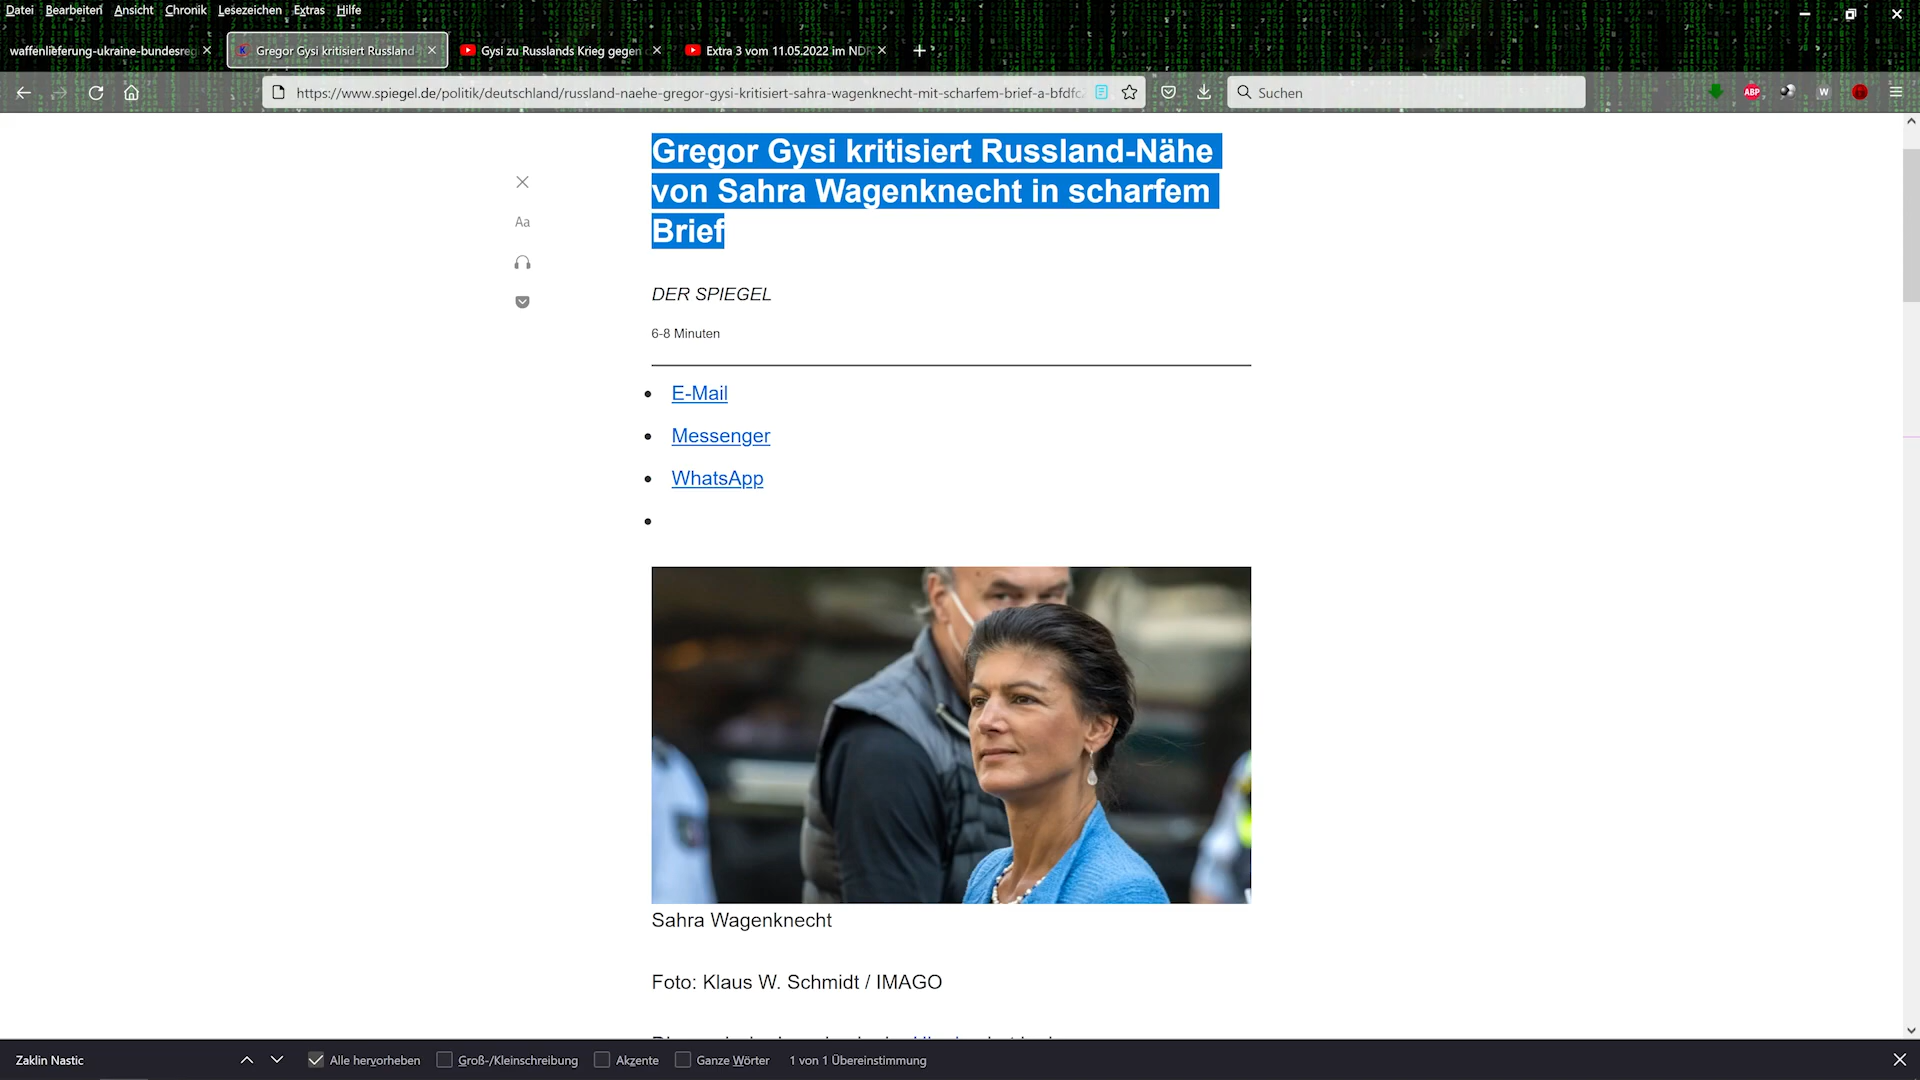 Datei Bearbeiten Ansicht Chronik Lesezeichen Extras Hilfe
waffenlieferung-ukraine-bundesreg
Gregor Gysi kritisiert Russland-
Gysi zu Russlands Krieg gegen
Extra 3 vom 11.05.2022 im NDR
https://www.spiegel.de/politik/deutschland/russland-naehe-gregor-gysi-kritisiert-sahra-wagenknecht-mit-scharfem-brief-a-bfdfc
Suchen
ABP
W
Gregor Gysi kritisiert Russland-Nähe
von Sahra Wagenknecht in scharfem
Brief
Aa
DER SPIEGEL
6-8 Minuten
E-Mail
Messenger
WhatsApp
Sahra Wagenknecht
Foto: Klaus W. Schmidt / IMAGO
Zaklin Nastic
Alle hervorheben
Groß-/Kleinschreibung
Akzente
Ganze Wörter
1 von 1 Übereinstimmung